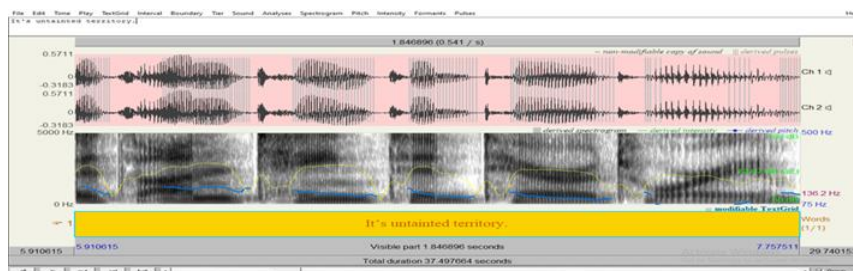 File Edit Time Play TextGrid Interval Boundary Tier Sound Analyses Spectrogram Pitch Intensity Formants Pulses
It's untainted territory.
1.846896 (0.541 / s)
0.5711
non-modifiable copy of sound derived pulses
0
-0.3183
Ch 1
0.5711
0
-0.3183
Ch 2
5000 Hz
derived spectrogram derived intensity derived pitch 500 Hz
136.2 Hz
0 Hz
75 Hz
modifiable TextGrid
1
It's untainted territory.
Words
(1/1)
5.910615
Visible part 1.846896 seconds
7.757511
5.910615
29.740153
Total duration 37.497664 seconds